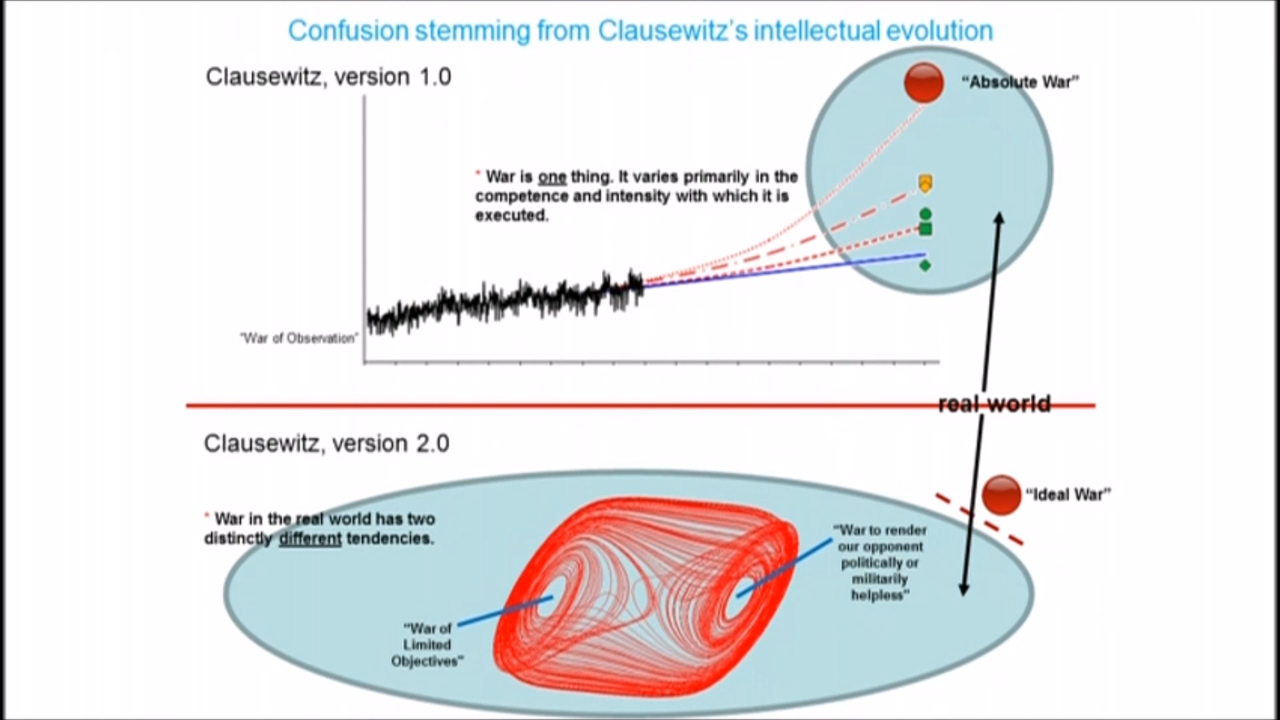 Confusion stemming from Clausewitz's intellectual evolution
Clausewitz, version 1.0
"Absolute War"
* War is one thing. It varies primarily in the
competence and intensity with which it is
executed.
"War of Observation"
real world
Clausewitz, version 2.0
"Ideal War"
* War in the real world has two
distinctly different tendencies.
"War to render
our opponent
politically or
militarily
helpless"
"War of
Limited
Objectives"